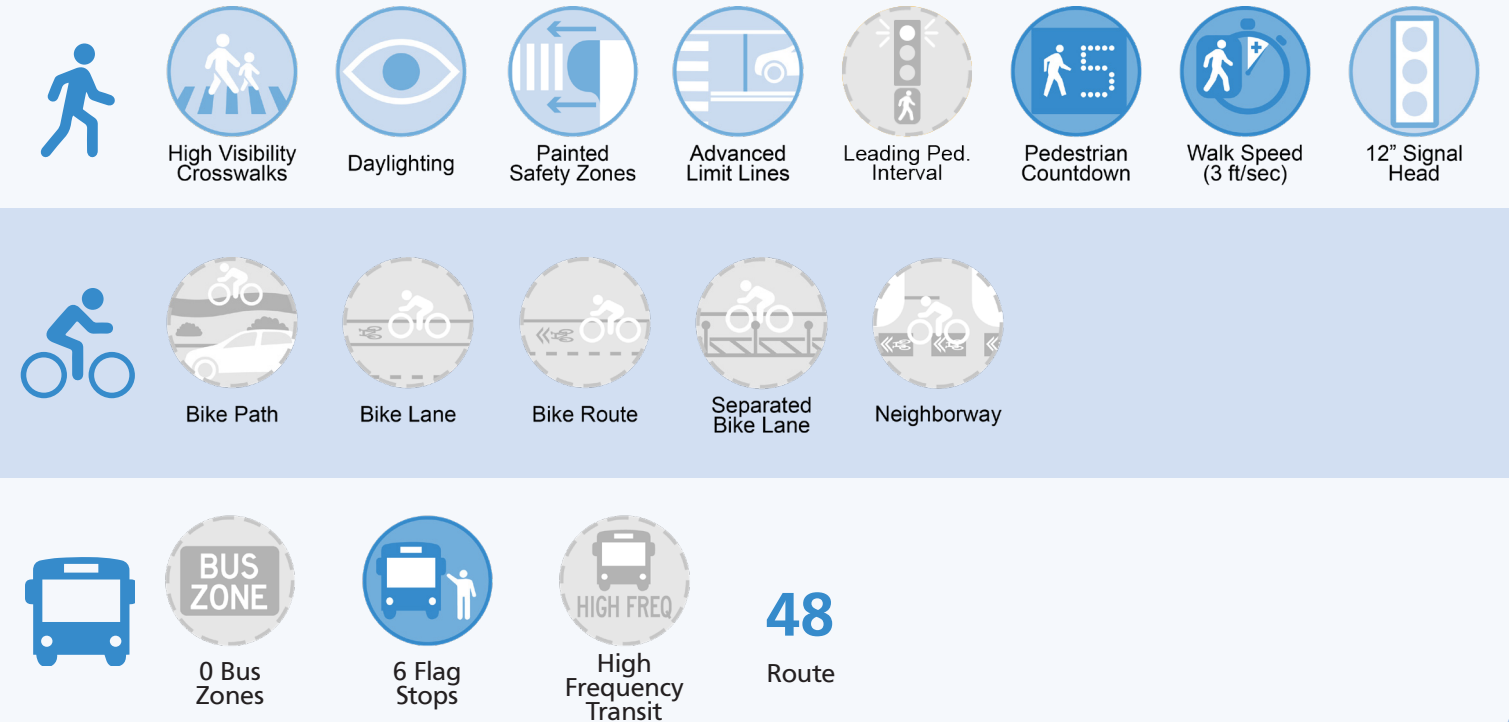 High Visibility
Crosswalks
Daylighting
Painted
Safety Zones
Advanced
Limit Lines
Leading Ped.
Interval
5
Pedestrian
Countdown
Walk Speed
(3 ft/sec)
12” Signal
Head
Bike Path
Bike Lane
Bike Route
Separated
Bike Lane
Neighborway
BUS
ZONE
0 Bus
Zones
6 Flag
Stops
HIGH FREQ
High
Frequency
Transit
48
Route